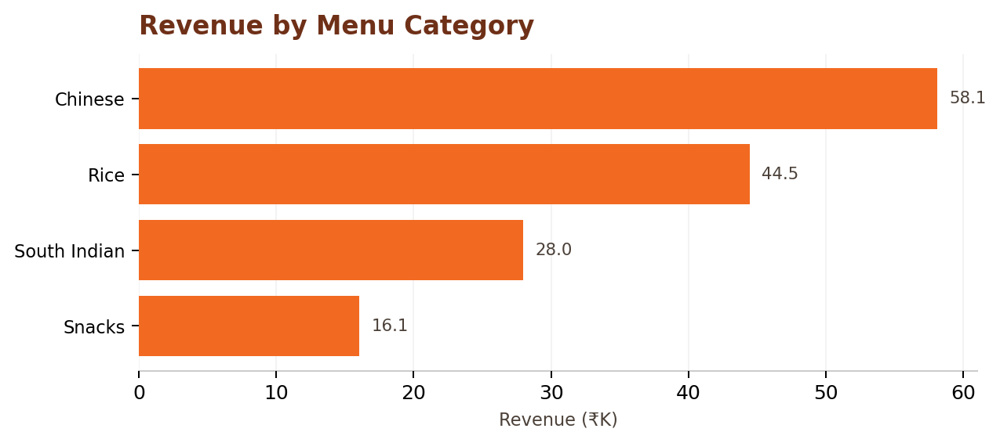 Revenue by Menu Category
Chinese 58.1
Rice 44.5
South Indian 28.0
Snacks 16.1
0 10 20 30 40 50 60
Revenue (₹K)